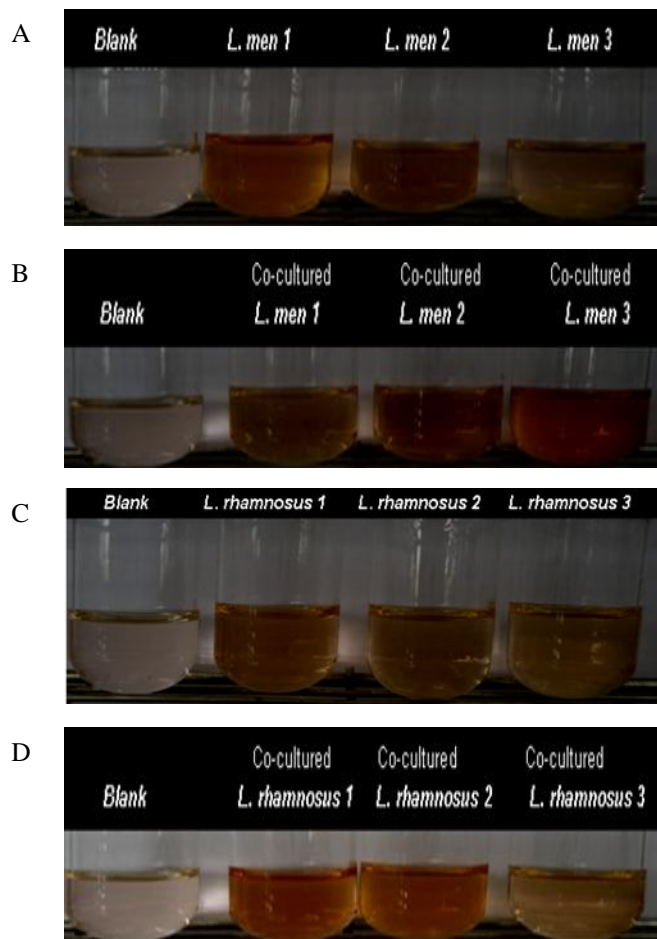 A
Blank L. men 1 L. men 2 L. men 3
B
Co-cultured Co-cultured Co-cultured
Blank L. men 1 L. men 2 L. men 3
C
Blank L. rhamnosus 1 L. rhamnosus 2 L. rhamnosus 3
D
Co-cultured Co-cultured Co-cultured
Blank L. rhamnosus 1 L. rhamnosus 2 L. rhamnosus 3